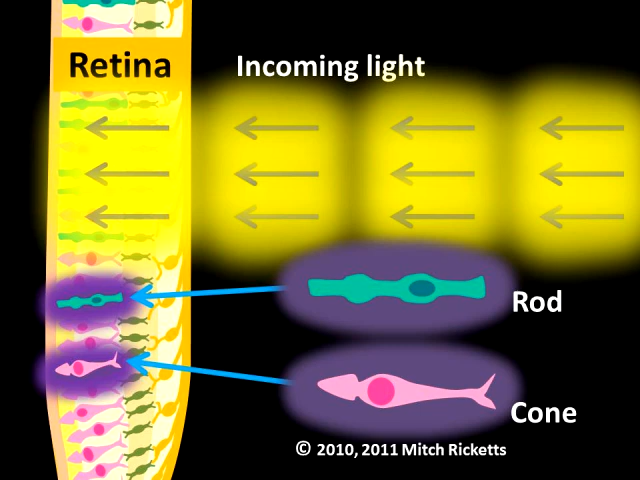 Retina
Incoming light
Rod
Cone
© 2010, 2011 Mitch Ricketts